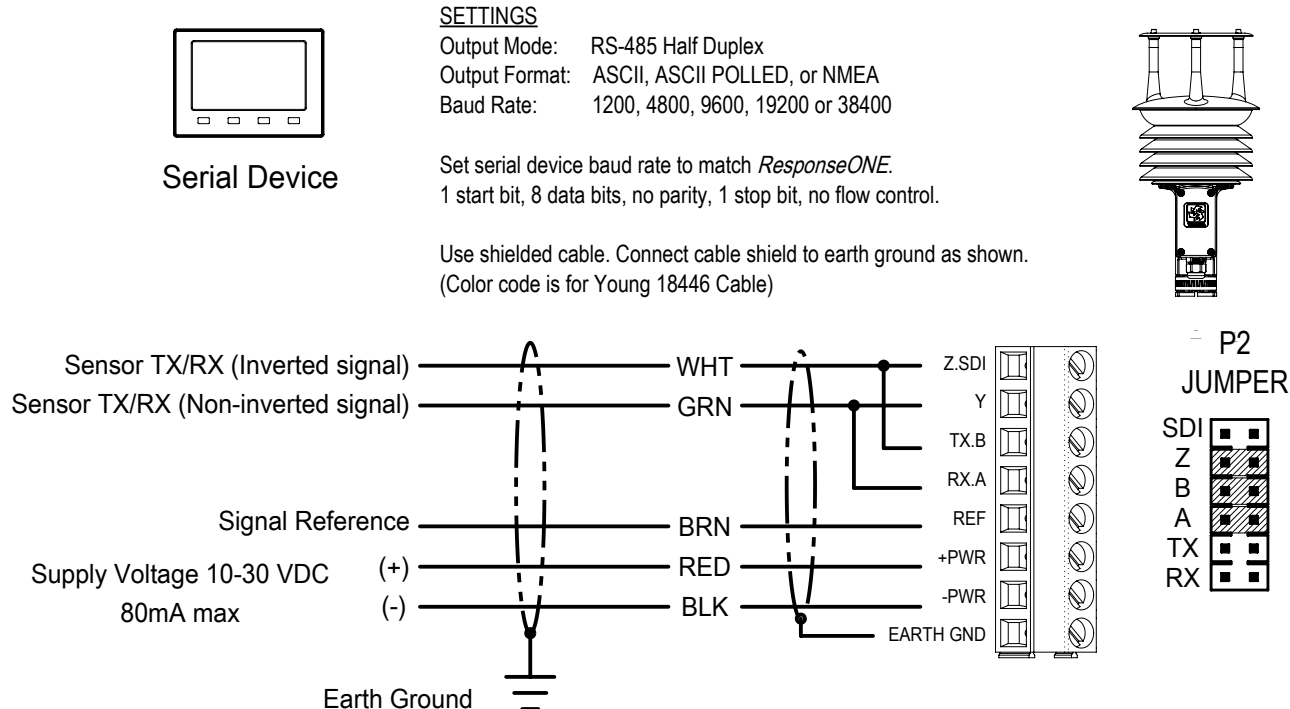 SETTINGS
Output Mode: RS-485 Half Duplex
Output Format: ASCII, ASCII POLLED, or NMEA
Baud Rate: 1200, 4800, 9600, 19200 or 38400
Serial Device
Set serial device baud rate to match ResponseONE.
1 start bit, 8 data bits, no parity, 1 stop bit, no flow control.
Use shielded cable. Connect cable shield to earth ground as shown.
(Color code is for Young 18446 Cable)
Sensor TX/RX (Inverted signal)
WHT
Z.SDI
Sensor TX/RX (Non-inverted signal)
GRN
Y
TX.B
RX.A
Signal Reference
BRN
REF
Supply Voltage 10-30 VDC
80mA max
(+)
RED
+PWR
(-)
BLK
-PWR
EARTH GND
Earth Ground
P2
JUMPER
SDI
Z
B
A
TX
RX